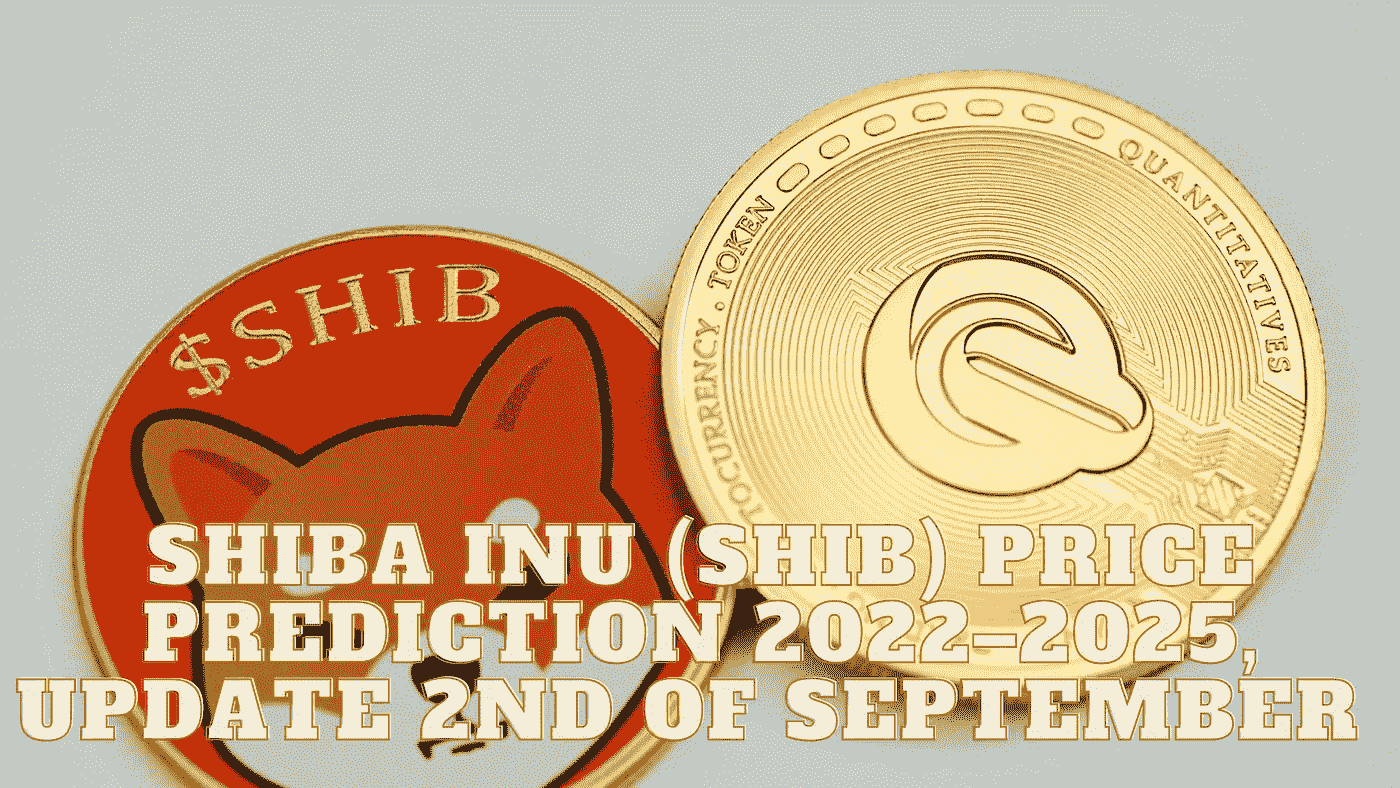 $SHIB
TOCURRENCY . TOKEN
QUANTITATIVES
e
SHIBA INU (SHIB) PRICE
PREDICTION 2022–2025,
UPDATE 2ND OF SEPTEMBER